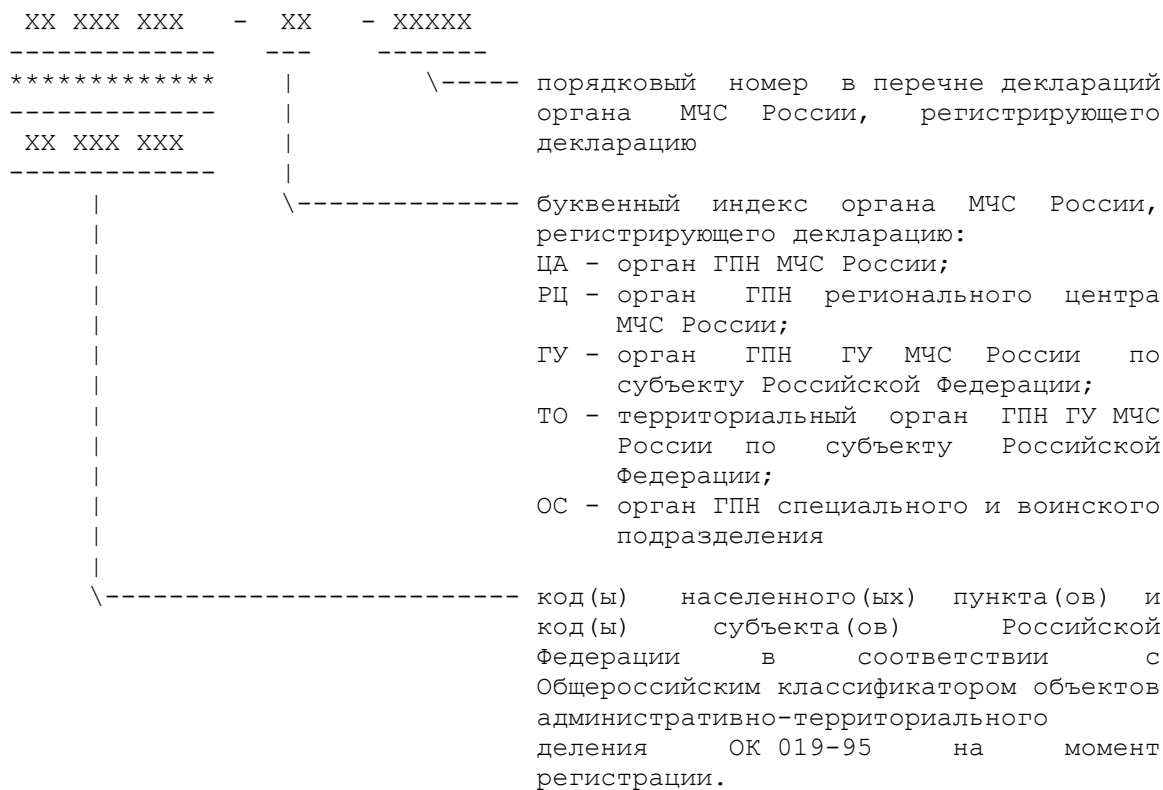 XX XXX XXX - XX - XXXXX
------------- --- -------
************* | \----- порядковый номер в перечне деклараций
------------- | органа МЧС России, регистрирующего
XX XXX XXX | декларацию
------------- |
| \-------------- буквенный индекс органа МЧС России,
| регистрирующего декларацию:
| ЦА - орган ГПН МЧС России;
| РЦ - орган ГПН регионального центра
| МЧС России;
| ГУ - орган ГПН ГУ МЧС России по
| субъекту Российской Федерации;
| ТО - территориальный орган ГПН ГУ МЧС
| России по субъекту Российской
| Федерации;
| ОС - орган ГПН специального и воинского
| подразделения
|
\-------------------------- код(ы) населенного(ых) пункта(ов) и
код(ы) субъекта(ов) Российской
Федерации в соответствии с
Общероссийским классификатором объектов
административно-территориального
деления ОК 019-95 на момент
регистрации.